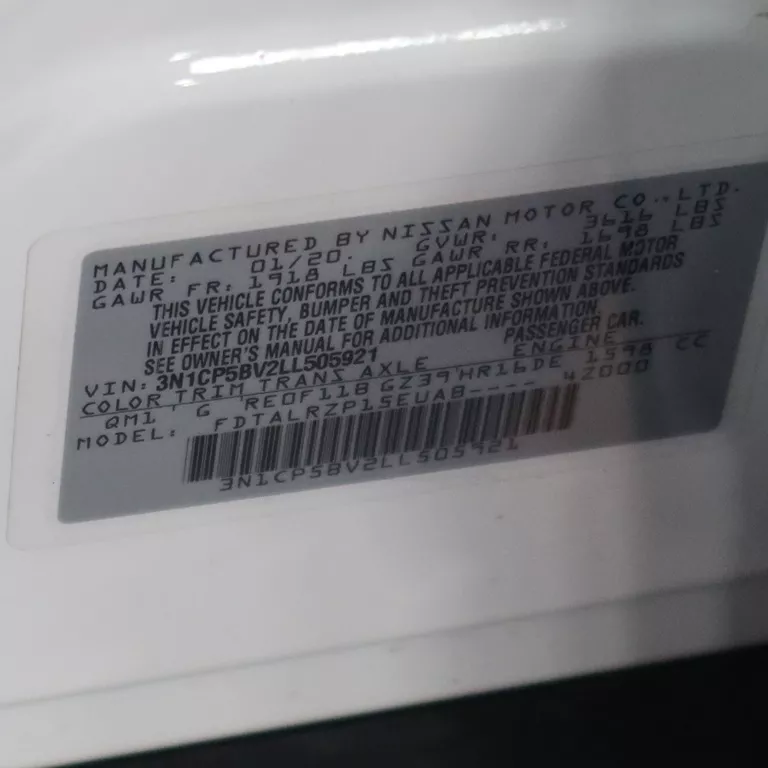 MANUFACTURED BY NISSAN MOTOR CO.,LTD.
DATE: 01/20. GVWR: 3616 LBS
GAWR FR: 1918 LBS GAWR RR: 1698 LBS
THIS VEHICLE CONFORMS TO ALL APPLICABLE FEDERAL MOTOR
VEHICLE SAFETY, BUMPER AND THEFT PREVENTION STANDARDS
IN EFFECT ON THE DATE OF MANUFACTURE SHOWN ABOVE.
SEE OWNER'S MANUAL FOR ADDITIONAL INFORMATION.
VIN: 3N1CP5BV2LL505921 PASSENGER CAR.
COLOR TRIM TRANS AXLE ENGINE
QM1 G RE0F11B GZ39 HR16DE 1598 CC
MODEL: FDTALRZP15EUAB---- 42000
3N1CP5BV2LL505921